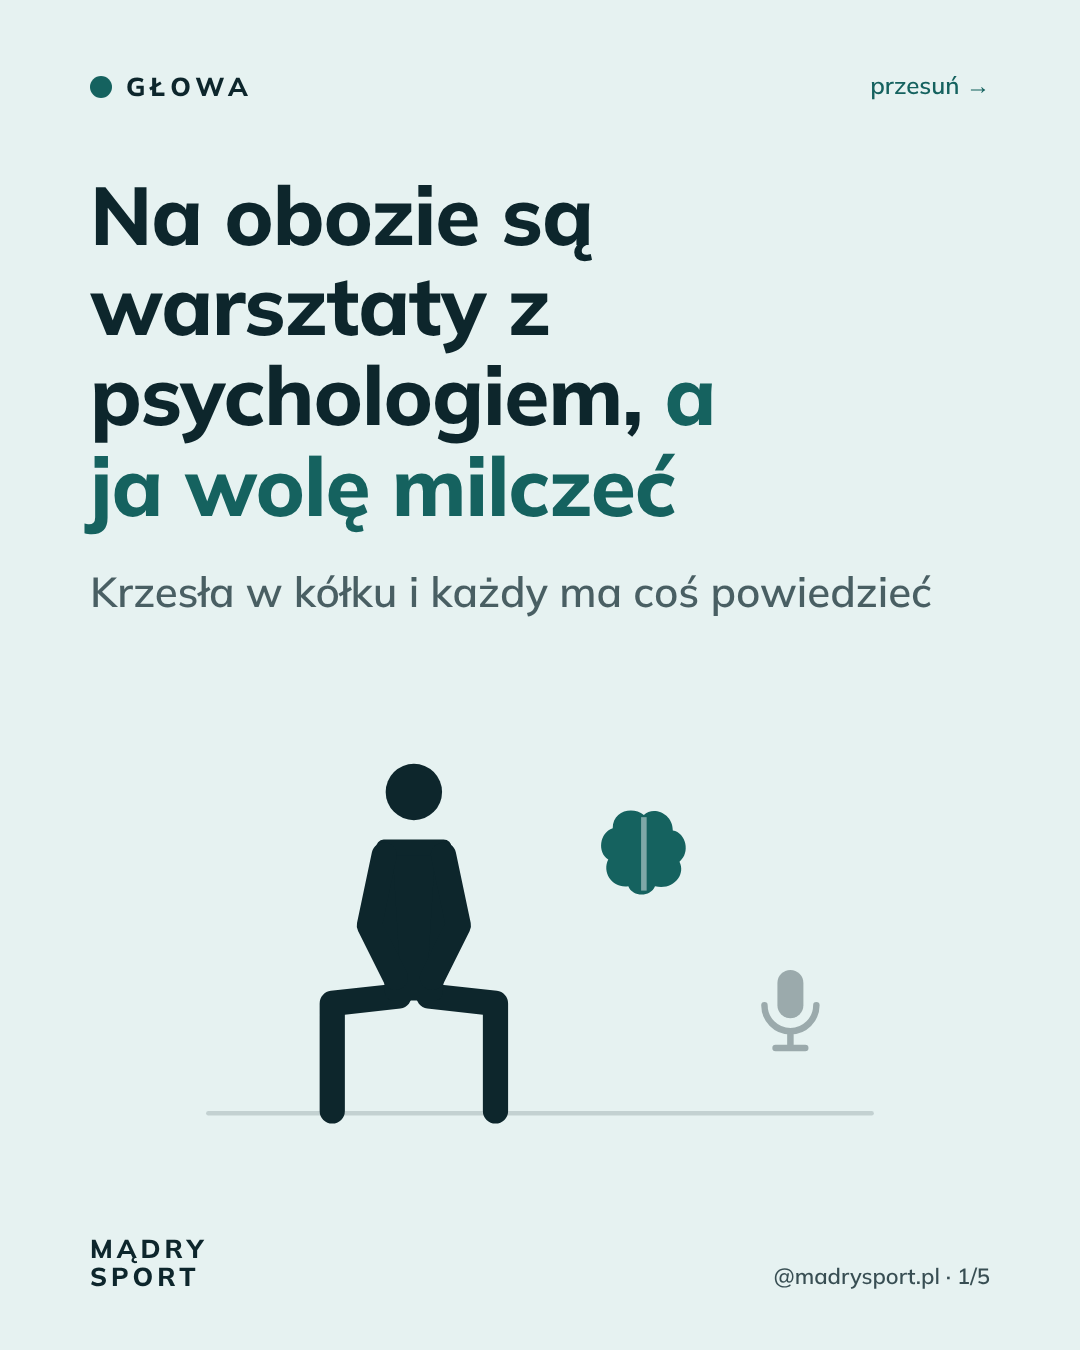 GŁOWA
przesuń →
Na obozie są
warsztaty z
psychologiem, a
ja wolę milczeć
Krzesła w kółku i każdy ma coś powiedzieć
MĄDRY
SPORT
@madrysport.pl · 1/5